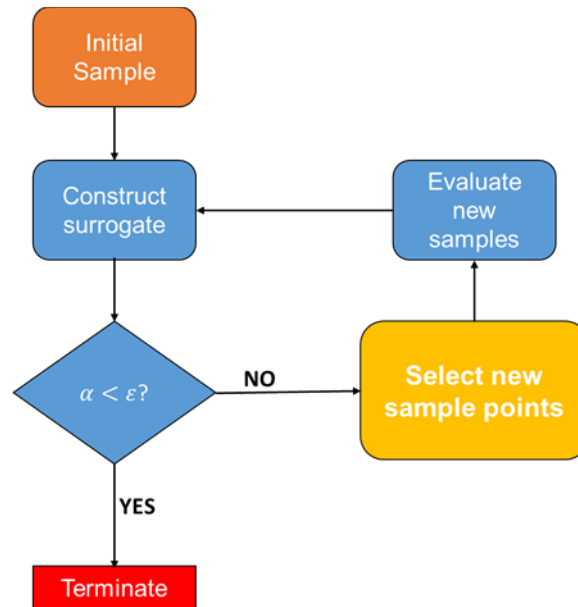 Initial
Sample
Construct
surrogate
Evaluate
new
samples
α < ε?
NO
Select new
sample points
YES
Terminate